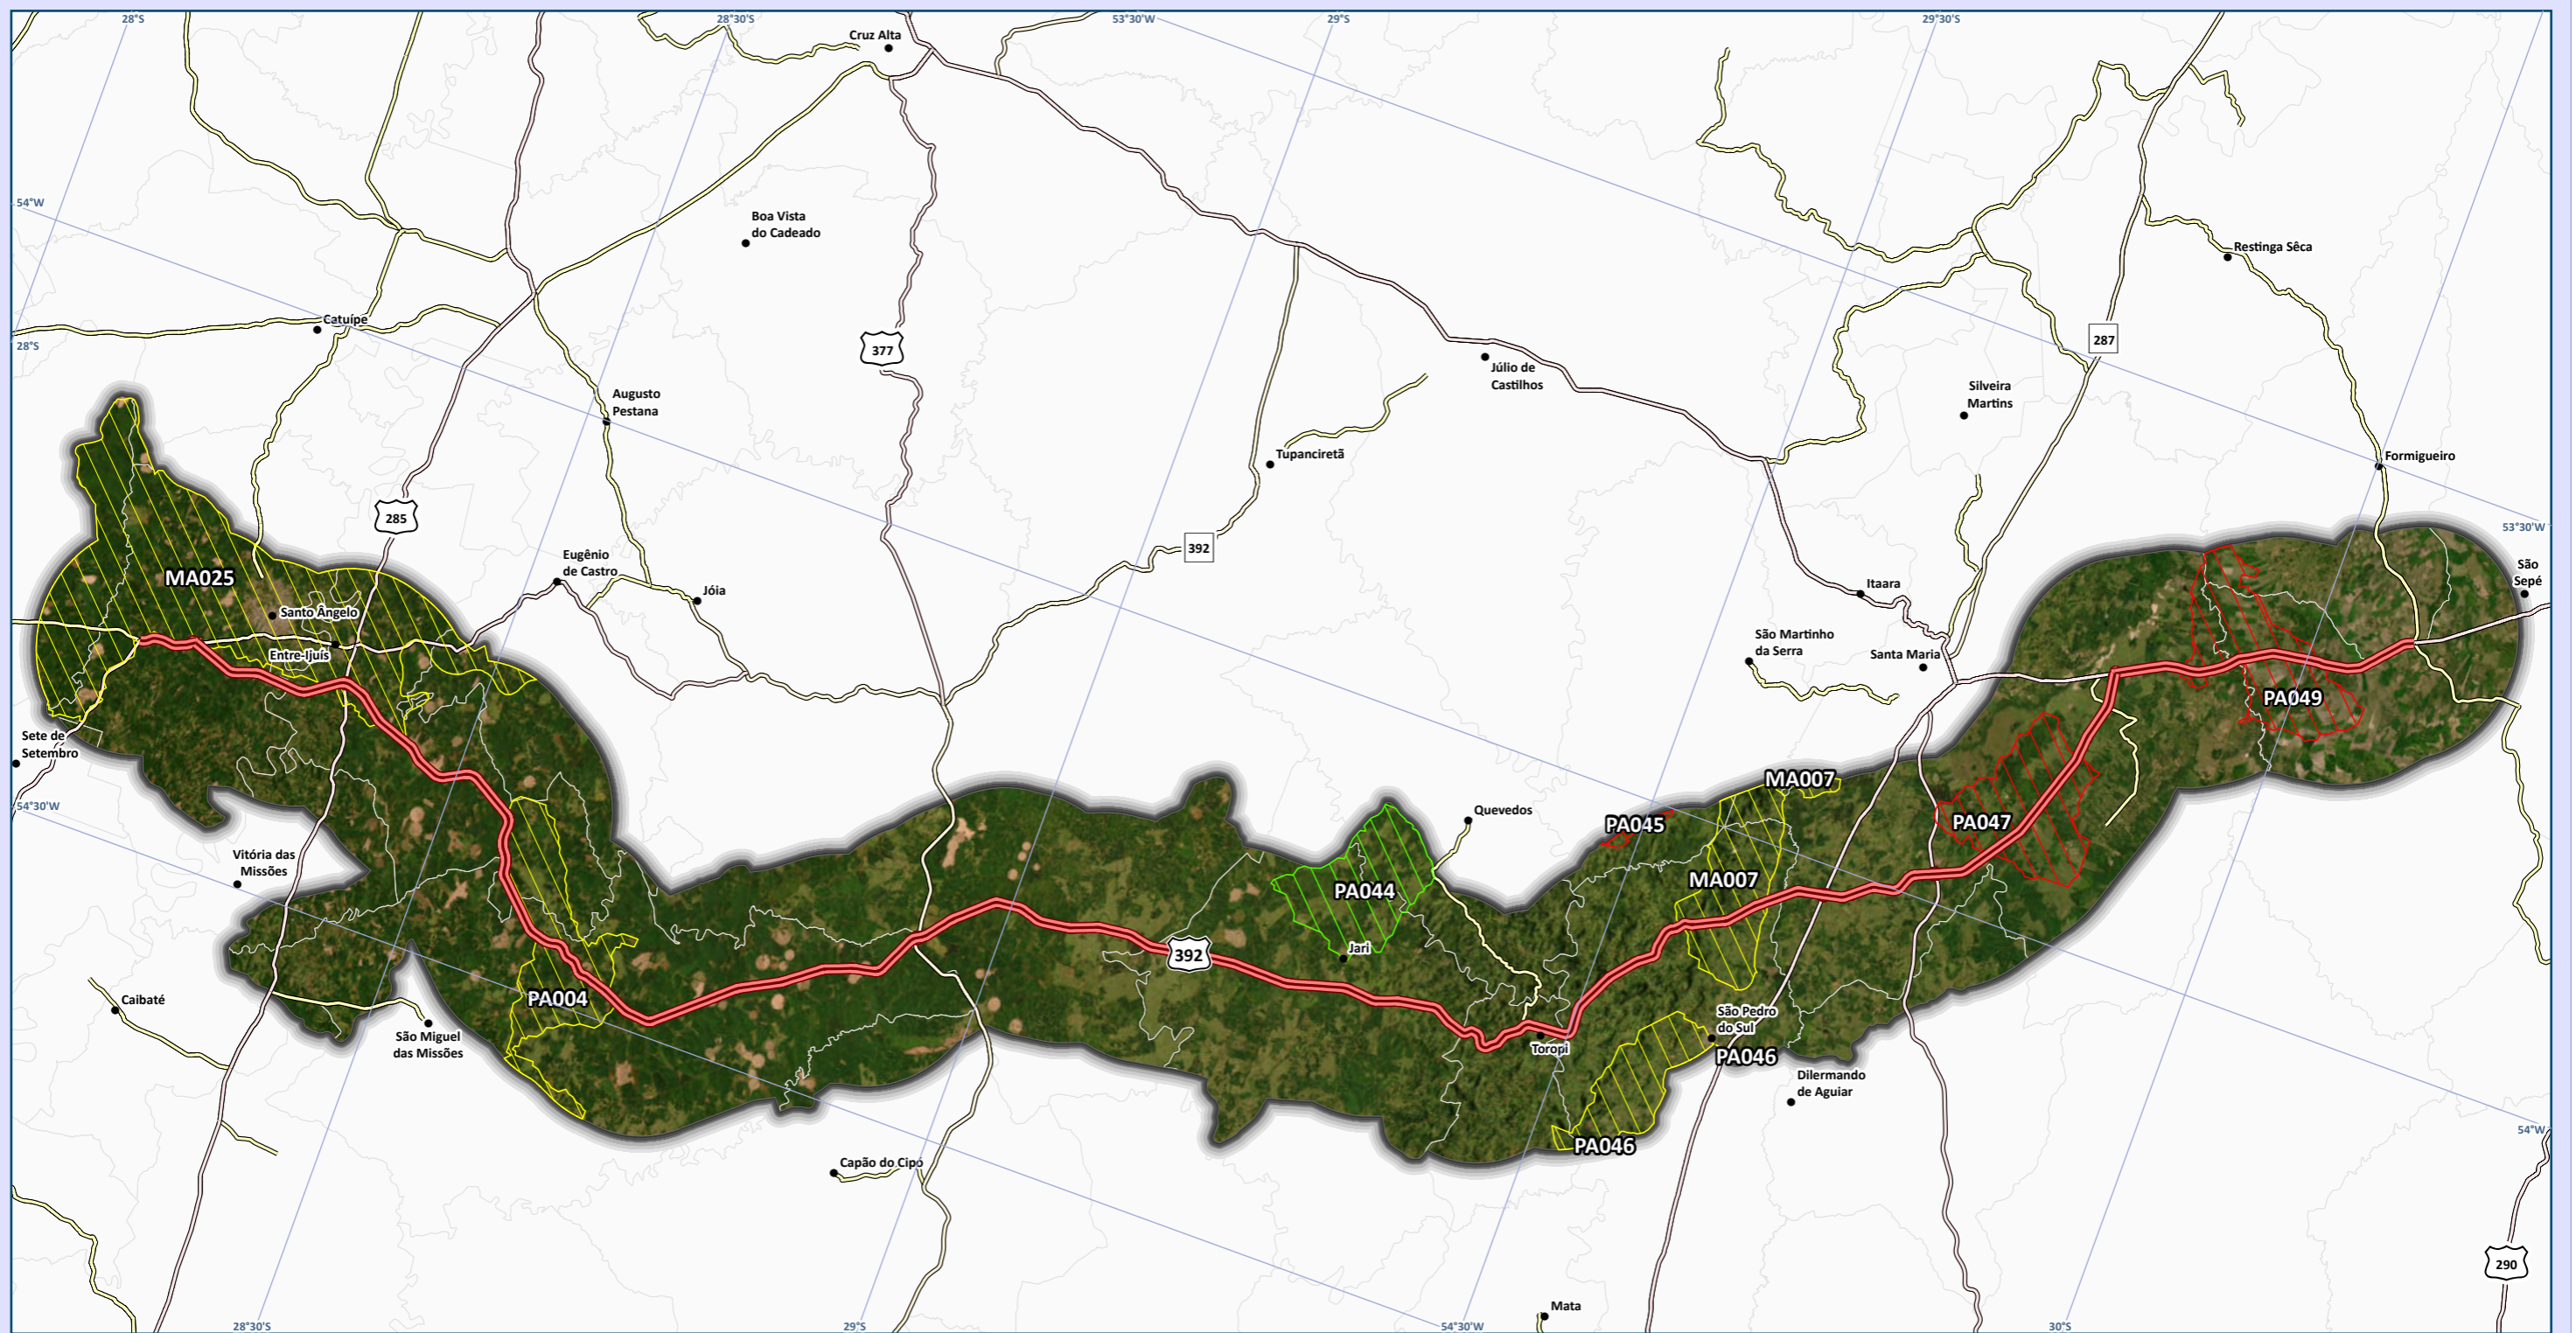 28°S
28°30'S
53°30'W
29°S
29°30'S
Cruz Alta
54°W
Boa Vista
do Cadeado
Restinga Sêca
Catuípe
28°S
377
287
Júlio de
Castilhos
Augusto
Pestana
Silveira
Martins
Tupanciretã
Formigueiro
285
53°30'W
392
Eugênio
de Castro
Jóia
Itaara
São
Sepé
MA025
Santo Ângelo
Entre-Ijuís
São Martinho
da Serra
Santa Maria
PA049
Sete de
Setembro
54°30'W
MA007
Quevedos
PA045
PA047
Vitória das
Missões
PA044
MA007
Jari
392
PA004
Caibaté
São Miguel
das Missões
São Pedro
do Sul
Toropi
PA046
Dilermando
de Aguiar
54°W
PA046
Capão do Cipó
290
Mata
28°30'S
29°S
54°30'W
30°S